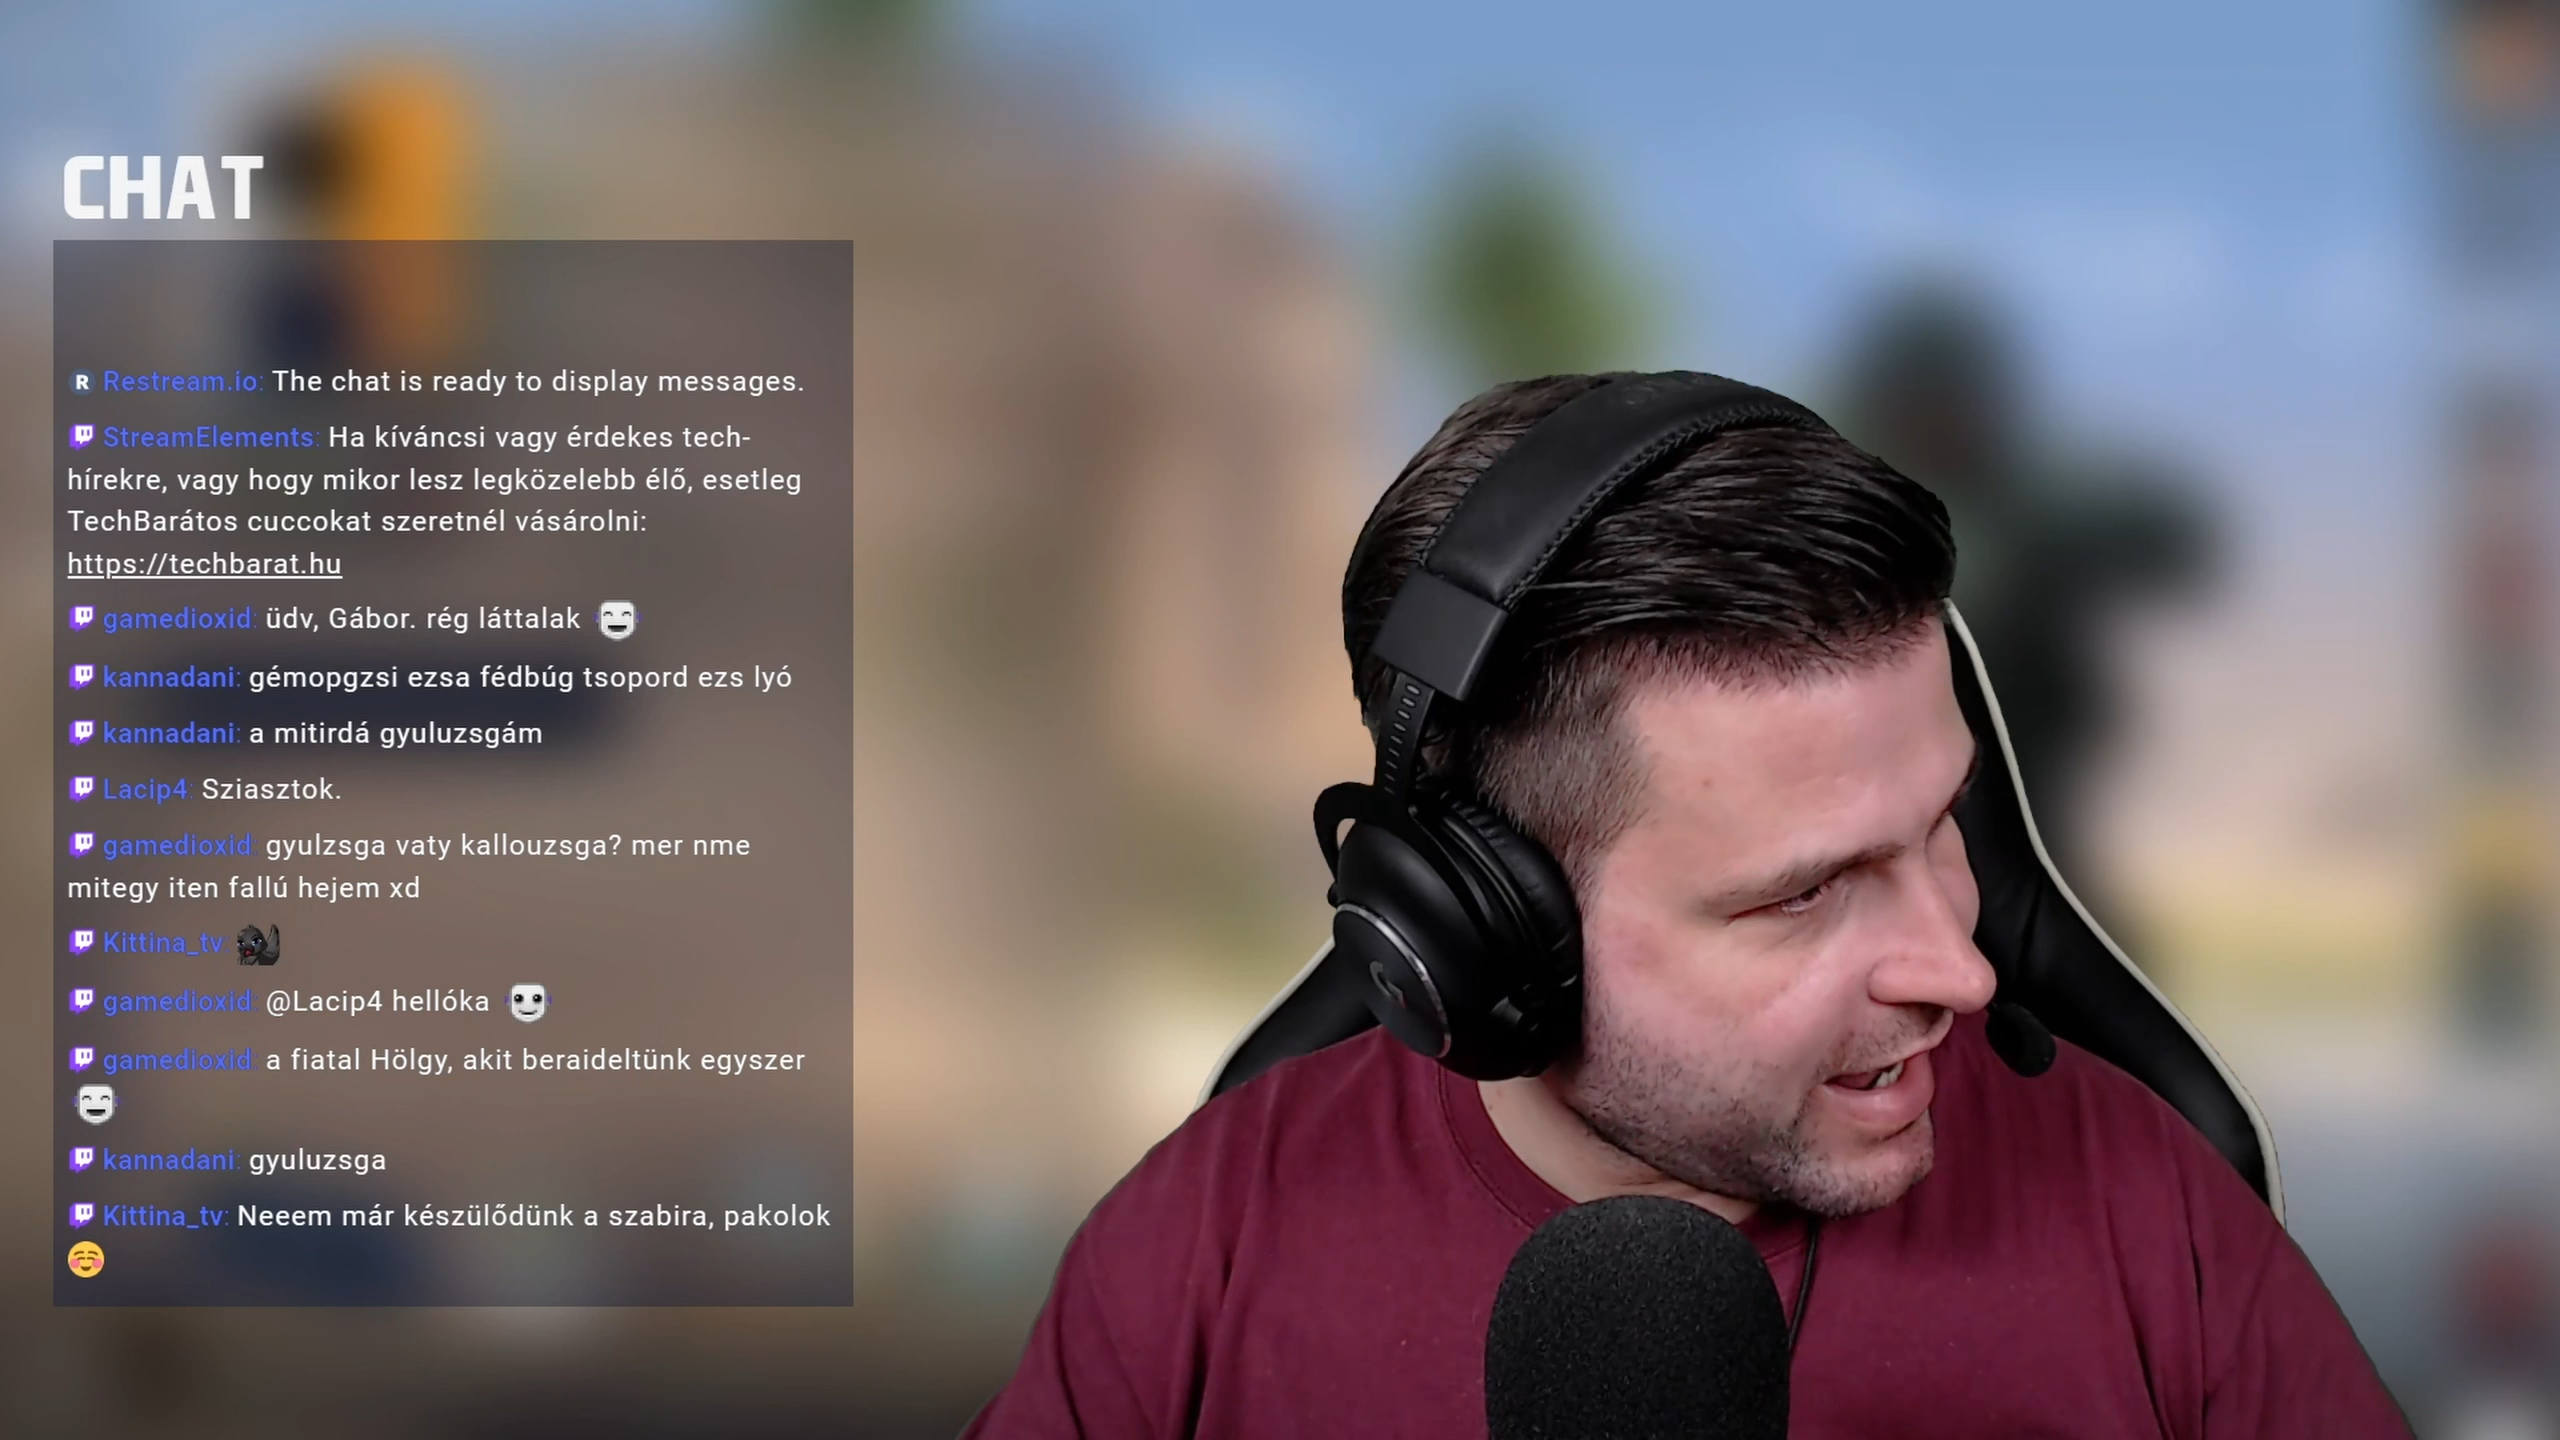 CHAT
R Restream.io: The chat is ready to display messages.
StreamElements: Ha kíváncsi vagy érdekes tech-
hírekre, vagy hogy mikor lesz legközelebb élő, esetleg
TechBarátos cuccokat szeretnél vásárolni:
https://techbarat.hu
gamedioxid: üdv, Gábor. rég láttalak
kannadani: gémopgzsi ezsa fédbúg tsopord ezs lyó
kannadani: a mitirdá gyuluzsgám
Lacip4: Sziasztok.
gamedioxid: gyulzsga vaty kallouzsga? mer nme
mitegy iten fallú hejem xd
Kittina_tv:
gamedioxid: @Lacip4 hellóka
gamedioxid: a fiatal Hölgy, akit beraideltünk egyszer
kannadani: gyuluzsga
Kittina_tv: Neeem már készülődünk a szabira, pakolok